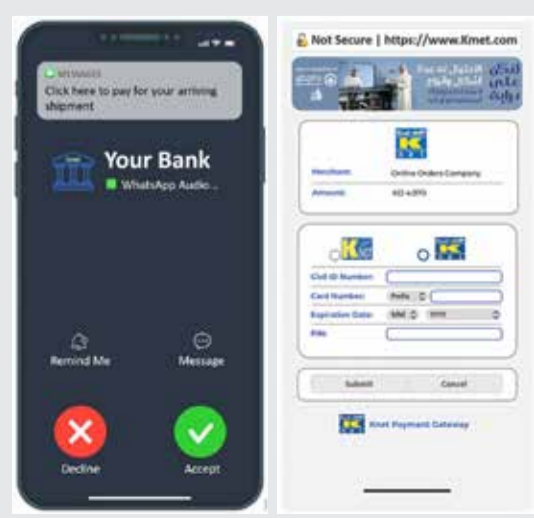 MESSAGES
Click here to pay for your arriving
shipment
Your Bank
WhatsApp Audio...
Remind Me
Message
Decline
Accept
Not Secure | https://www.Kmet.com
Merchant:
Online Orders Company
Amount:
KD
K
Civil ID Number:
Card Number:
Prefix
Expiration Date:
MM
YYYY
PIN:
Submit
Cancel
Knet Payment Gateway